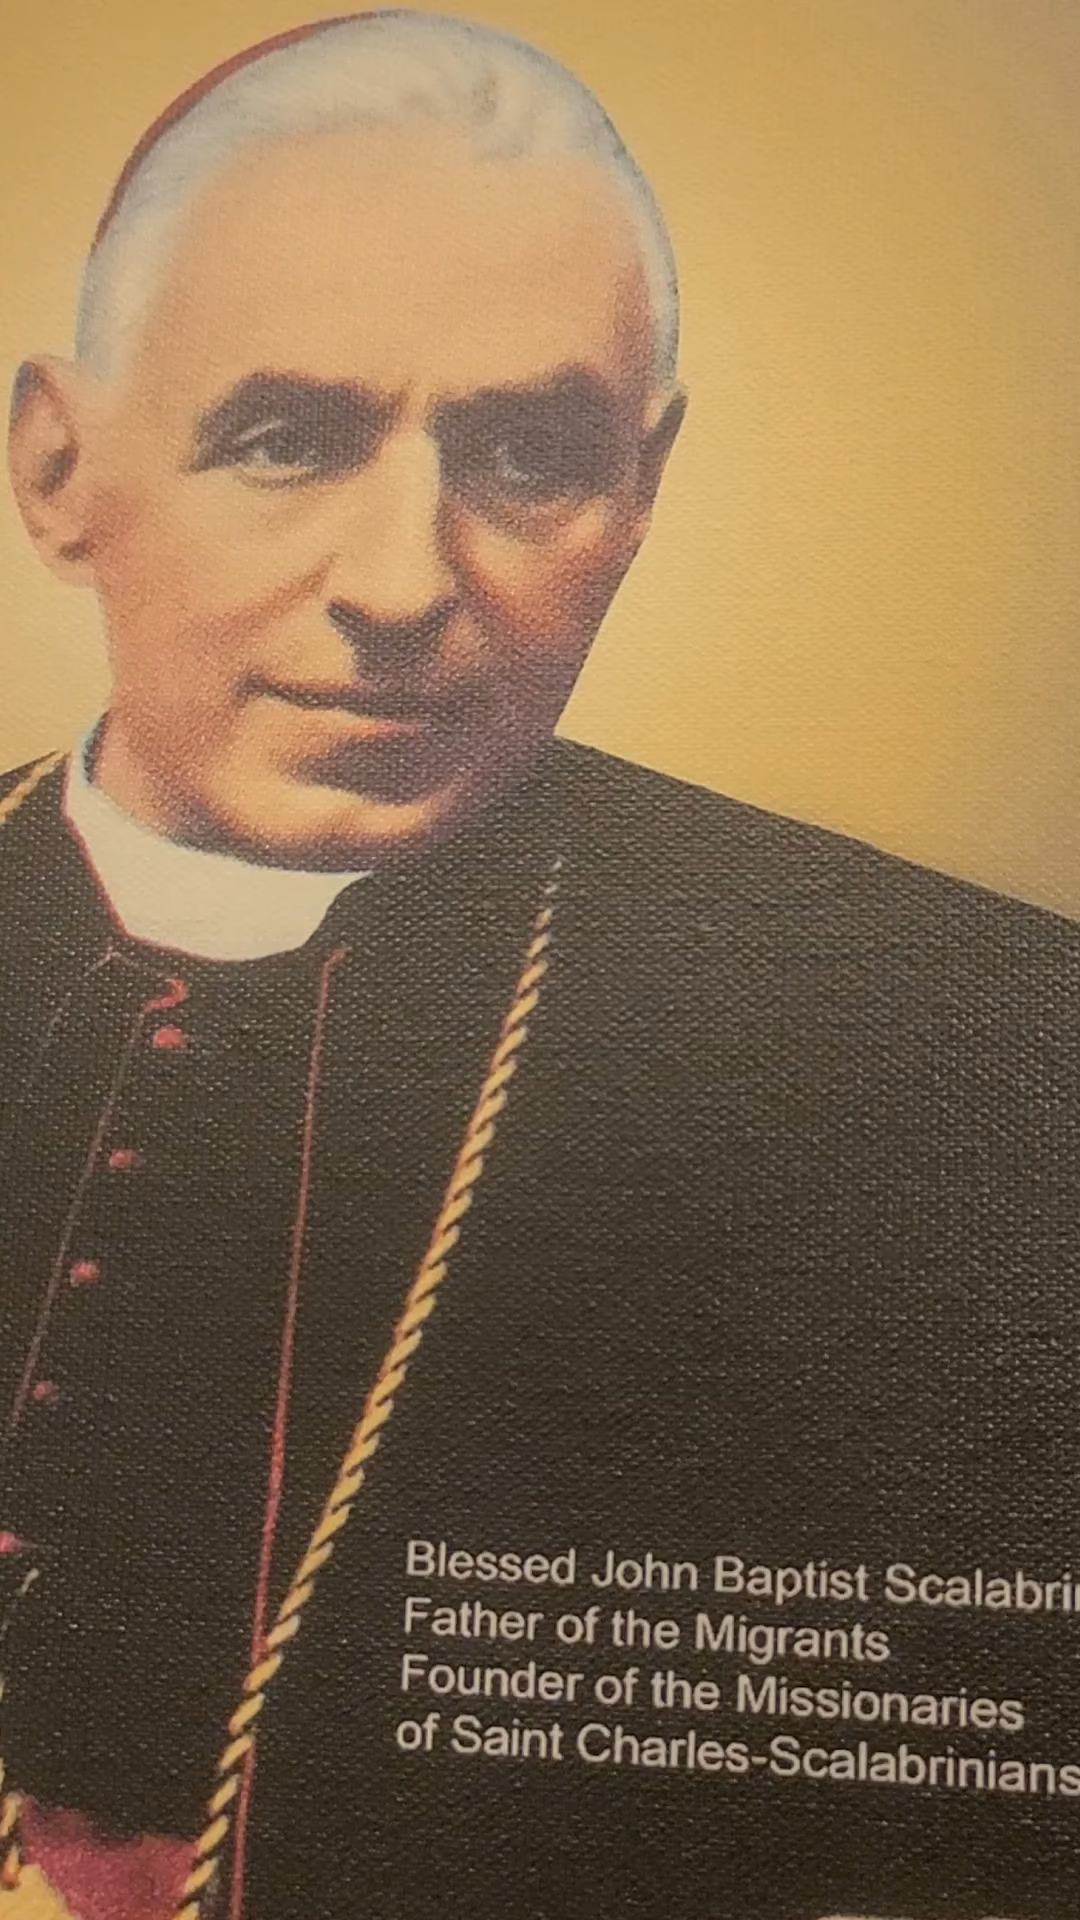 Blessed John Baptist Scalabri
Father of the Migrants
Founder of the Missionaries
of Saint Charles-Scalabrinians